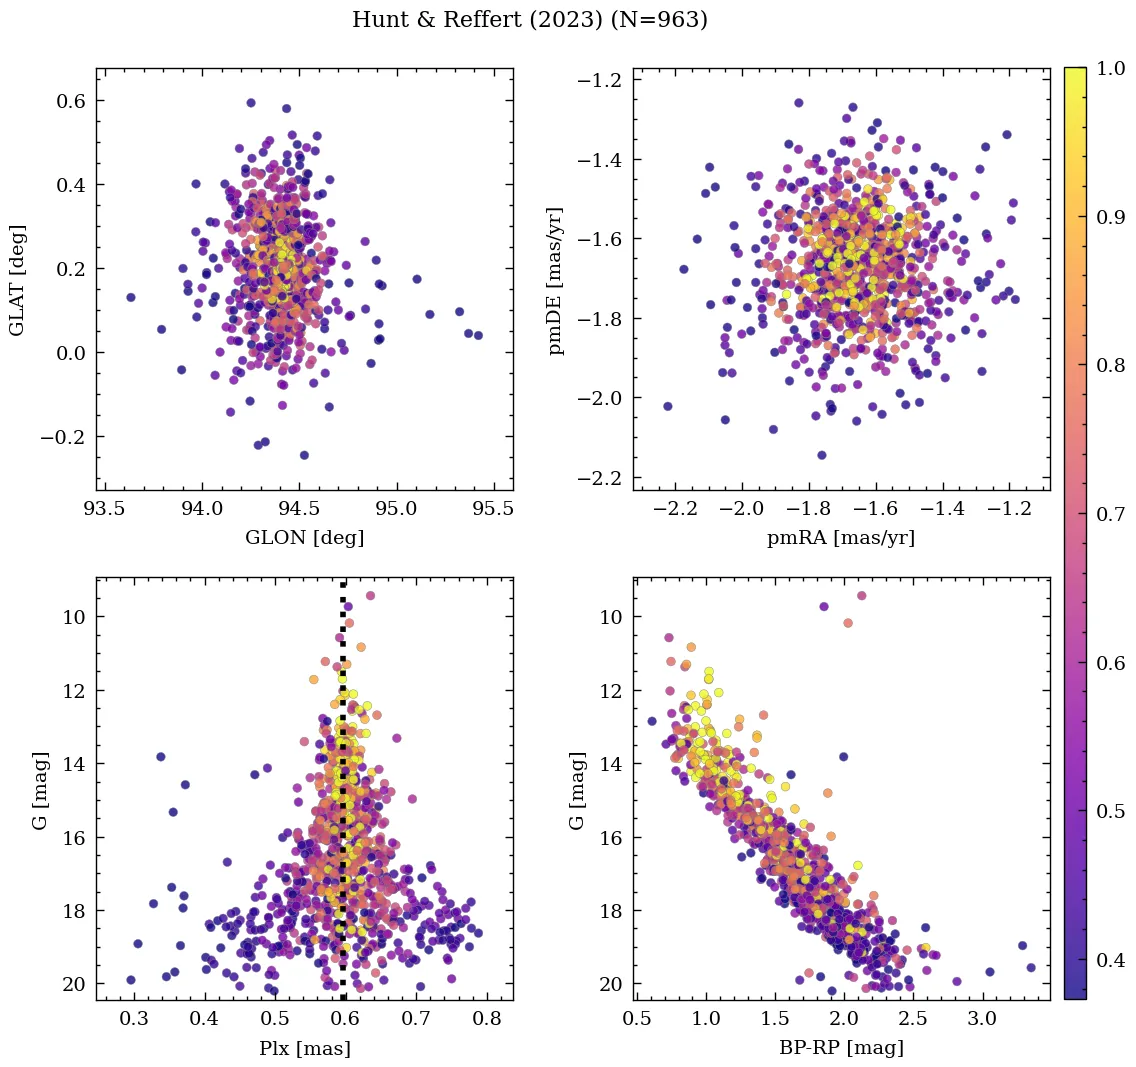 Hunt & Reffert (2023) (N=963)
0.6
0.4
0.2
0.0
−0.2
GLAT [deg]
93.5 94.0 94.5 95.0 95.5
GLON [deg]
−1.2
−1.4
−1.6
−1.8
−2.0
−2.2
pmDE [mas/yr]
−2.2 −2.0 −1.8 −1.6 −1.4 −1.2
pmRA [mas/yr]
1.0
0.9
0.8
0.7
0.6
0.5
0.4
10
12
14
16
18
20
G [mag]
0.3 0.4 0.5 0.6 0.7 0.8
Plx [mas]
10
12
14
16
18
20
G [mag]
0.5 1.0 1.5 2.0 2.5 3.0
BP-RP [mag]